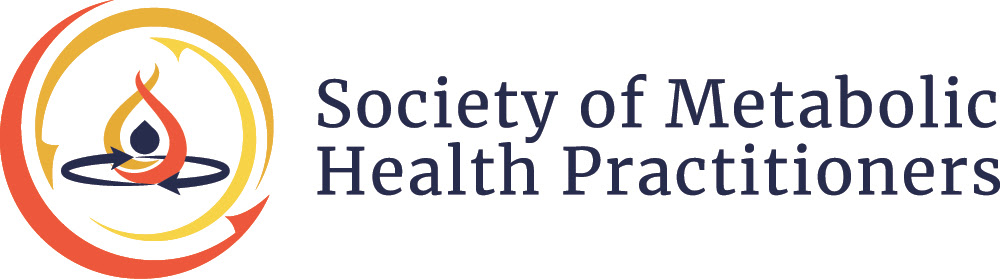 Society of Metabolic
Health Practitioners